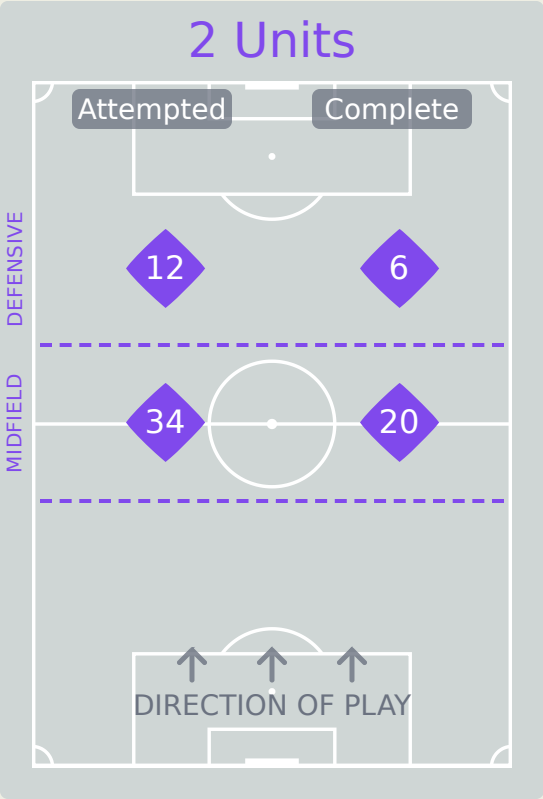 2 Units
Attempted Complete
DEFENSIVE
12 6
MIDFIELD
34 20
DIRECTION OF PLAY